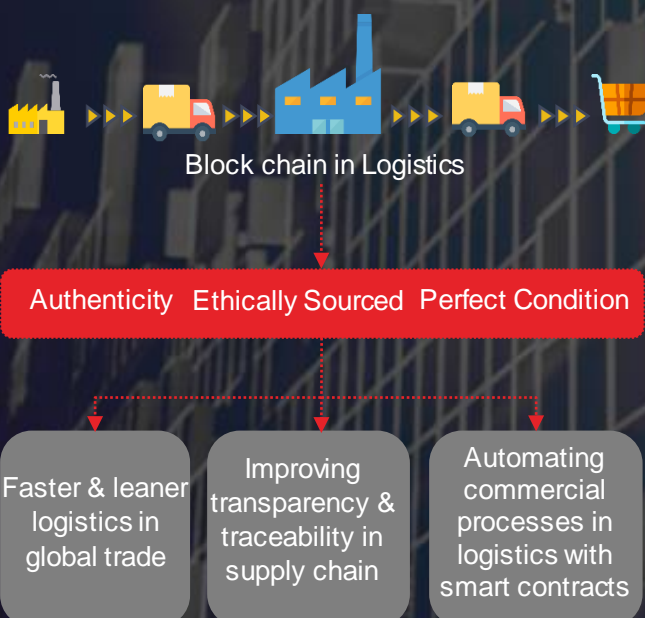 Block chain in Logistics
Authenticity Ethically Sourced Perfect Condition
Faster & leaner
logistics in
global trade
Improving
transparency &
traceability in
supply chain
Automating
commercial
processes in
logistics with
smart contracts